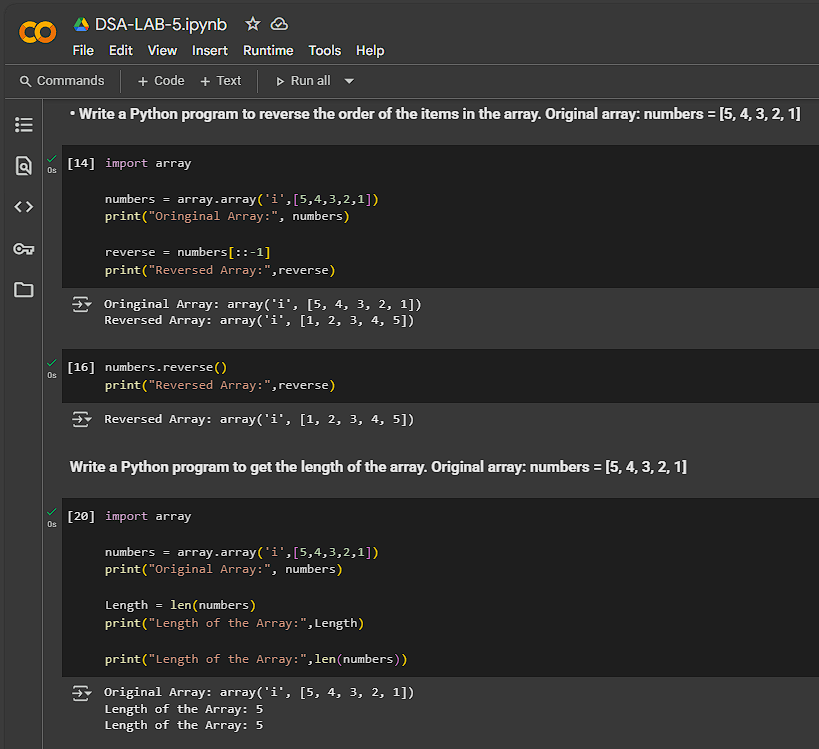 DSA-LAB-5.ipynb
File Edit View Insert Runtime Tools Help
Commands + Code + Text Run all
• Write a Python program to reverse the order of the items in the array. Original array: numbers = [5, 4, 3, 2, 1]
0s
[14] import array
numbers = array.array('i',[5,4,3,2,1])
print("Oringinal Array:", numbers)
reverse = numbers[::-1]
print("Reversed Array:",reverse)
Oringinal Array: array('i', [5, 4, 3, 2, 1])
Reversed Array: array('i', [1, 2, 3, 4, 5])
0s
[16] numbers.reverse()
print("Reversed Array:",reverse)
Reversed Array: array('i', [1, 2, 3, 4, 5])
Write a Python program to get the length of the array. Original array: numbers = [5, 4, 3, 2, 1]
0s
[20] import array
numbers = array.array('i',[5,4,3,2,1])
print("Original Array:", numbers)
Length = len(numbers)
print("Length of the Array:",Length)
print("Length of the Array:",len(numbers))
Original Array: array('i', [5, 4, 3, 2, 1])
Length of the Array: 5
Length of the Array: 5